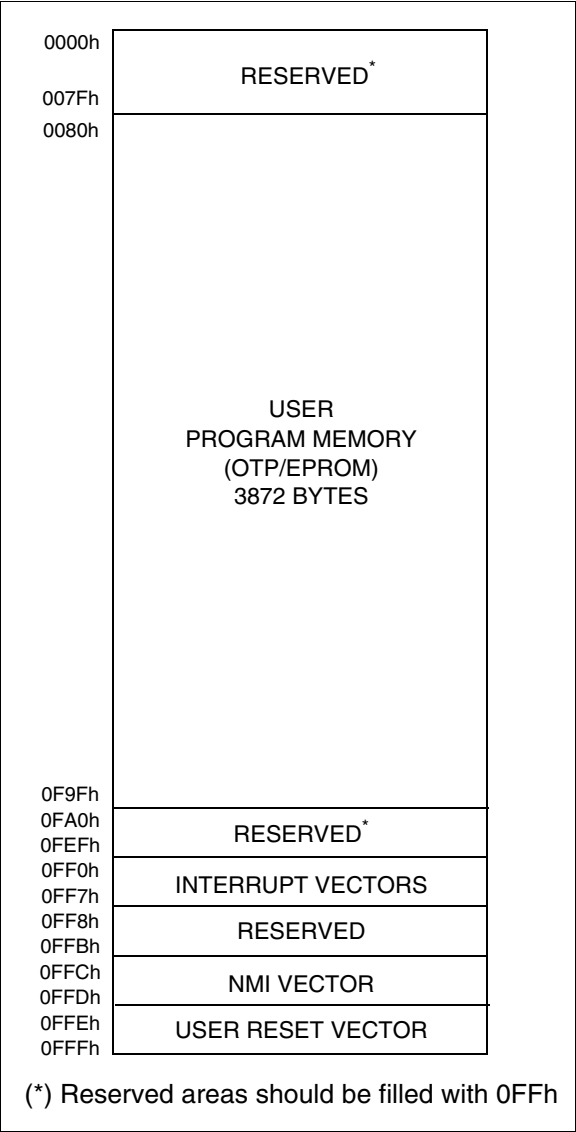 0000h
RESERVED*
007Fh
0080h
USER
PROGRAM MEMORY
(OTP/EPROM)
3872 BYTES
0F9Fh
0FA0h
RESERVED*
0FEFh
0FF0h
INTERRUPT VECTORS
0FF7h
0FF8h
RESERVED
0FFBh
0FFCh
NMI VECTOR
0FFDh
0FFEh
USER RESET VECTOR
0FFFh
(*) Reserved areas should be filled with 0FFh